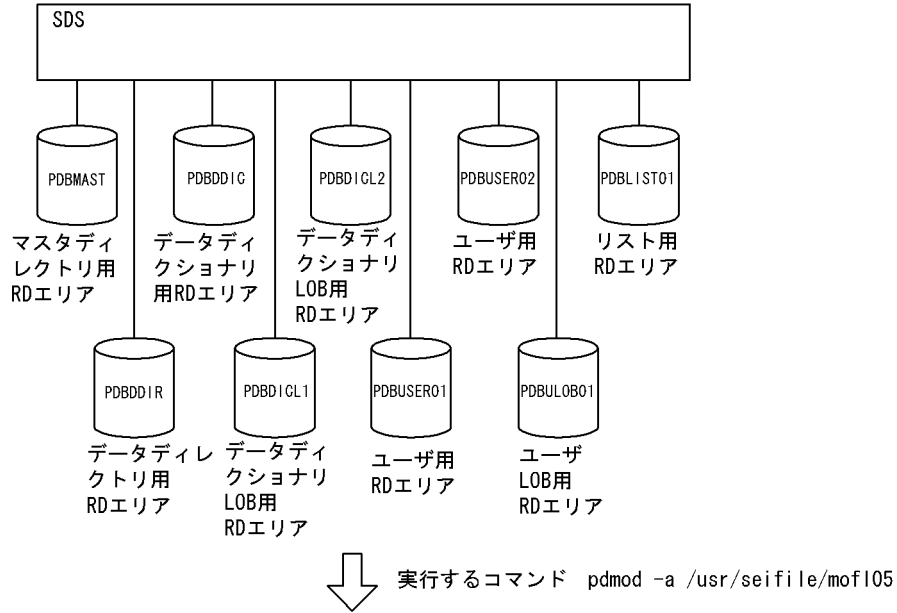 SDS
PDBMAST
マスタディ
レクトリ用
RDエリア
PDBDDIC
データディ
クショナリ
用RDエリア
PDBDICL2
データディ
クショナリ
LOB用
RDエリア
PDBUSER02
ユーザ用
RDエリア
PDBLIST01
リスト用
RDエリア
PDBDDIR
データディレ
クトリ用
RDエリア
PDBDICL1
データディ
クショナリ
LOB用
RDエリア
PDBUSER01
ユーザ用
RDエリア
PDBULOB01
ユーザ
LOB用
RDエリア
実行するコマンド pdmod -a /usr/seifile/mofl05